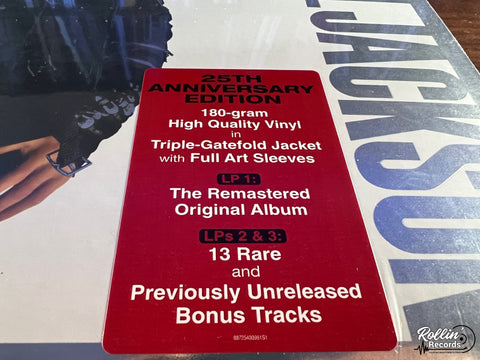 JACKSON
25TH
ANNIVERSARY
EDITION
180-gram
High Quality Vinyl
in
Triple-Gatefold Jacket
with Full Art Sleeves
LP 1:
The Remastered
Original Album
LPs 2 & 3:
13 Rare
and
Previously Unreleased
Bonus Tracks
88725400991S1
Rollin
Records